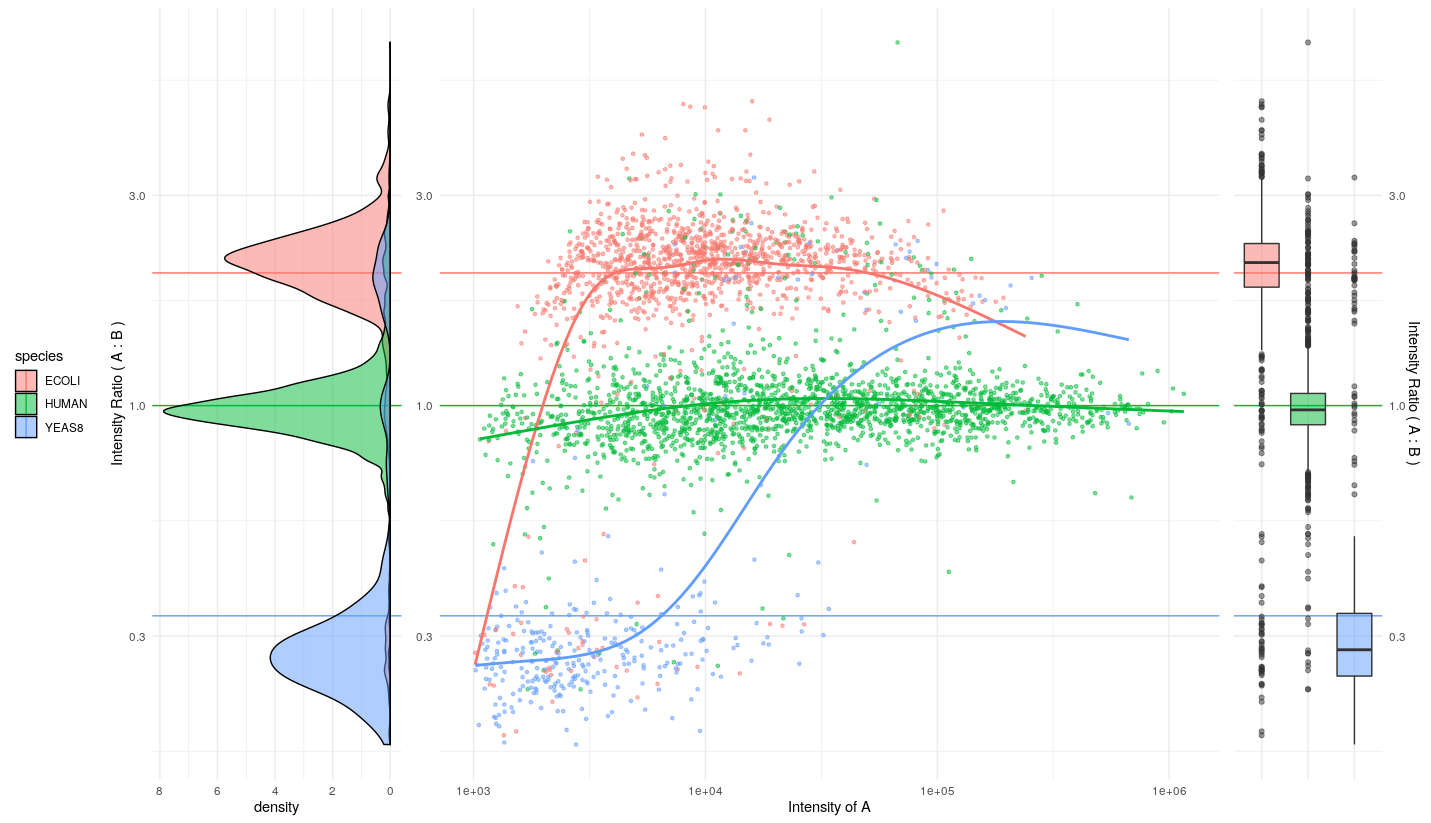 species
ECOLI
HUMAN
YEAS8
Intensity Ratio ( A : B )
3.0
1.0
0.3
8 6 4 2 0
density
3.0
1.0
0.3
1e+03 1e+04 1e+05 1e+06
Intensity of A
3.0
1.0
0.3
Intensity Ratio ( A : B )